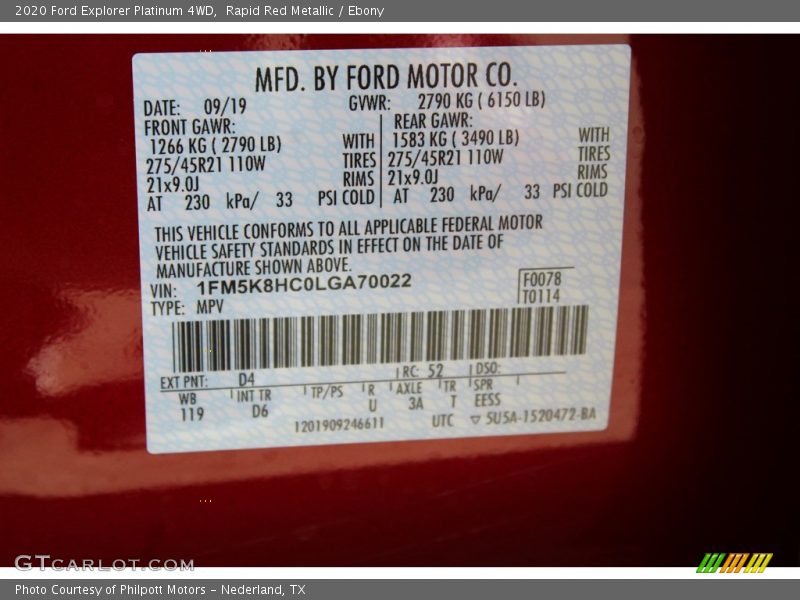 2020 Ford Explorer Platinum 4WD, Rapid Red Metallic / Ebony
MFD. BY FORD MOTOR CO.
DATE: 09/19 GVWR: 2790 KG ( 6150 LB)
FRONT GAWR: REAR GAWR:
1266 KG ( 2790 LB) WITH 1583 KG ( 3490 LB) WITH
275/45R21 110W TIRES 275/45R21 110W TIRES
21x9.0J RIMS 21x9.0J RIMS
AT 230 kPa/ 33 PSI COLD AT 230 kPa/ 33 PSI COLD
THIS VEHICLE CONFORMS TO ALL APPLICABLE FEDERAL MOTOR
VEHICLE SAFETY STANDARDS IN EFFECT ON THE DATE OF
MANUFACTURE SHOWN ABOVE.
VIN: 1FM5K8HC0LGA70022 F0078
TYPE: MPV T0114
EXT PNT: D4 RC: 52 DSO:
WB INT TR TP/PS R AXLE TR SPR
119 D6 U 3A T EESS
1201909246611 UTC ▽ 5U5A-1520472-BA
GTCARLOT.COM
Photo Courtesy of Philpott Motors - Nederland, TX